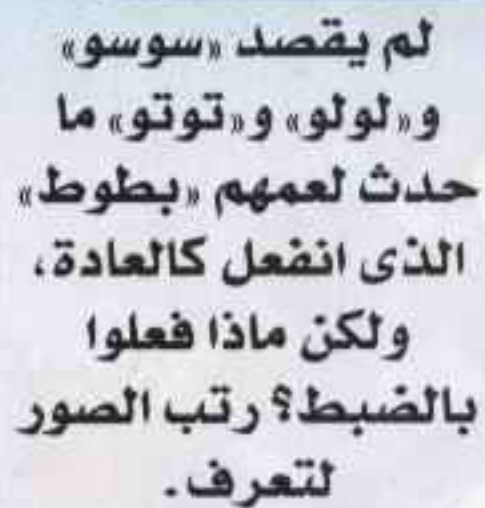 لم يقصد «سوسو»
و«لولو» و«توتو» ما
حدث لعمهم «بطوط»
الذى انفعل كالعادة،
ولكن ماذا فعلوا
بالضبط؟ رتب الصور
لتعرف.